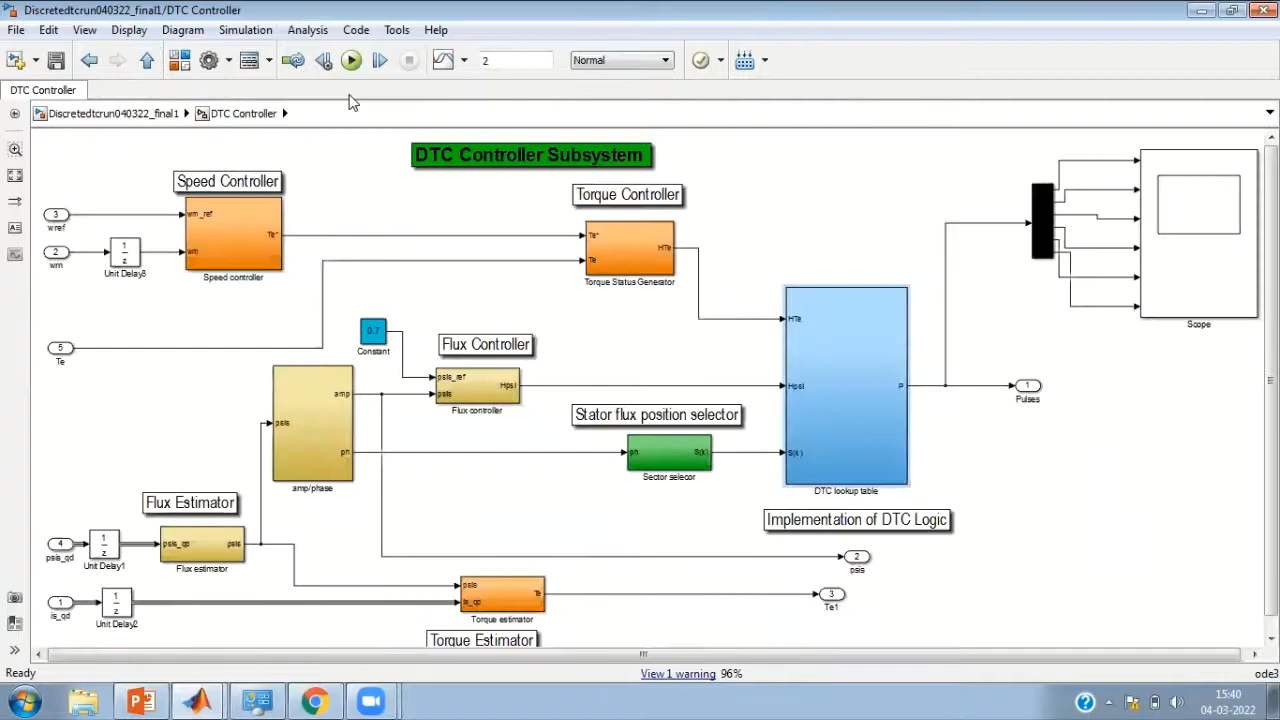 Discretedtcrun040322_final1/DTC Controller
File Edit View Display Diagram Simulation Analysis Code Tools Help
2
Normal
DTC Controller
Discretedtcrun040322_final1
DTC Controller
DTC Controller Subsystem
Speed Controller
Torque Controller
3
wref
wm_ref
Te*
wm
Speed controller
2
wm
1
z
Unit Delay3
Te*
Te
HTe
Torque Status Generator
5
Te
0.7
Constant
Flux Controller
psis_ref
psis
Hpsi
Flux controller
psis
amp
ph
amp/phase
Stator flux position selector
ph
S(k)
Sector selecor
HTe
Hpsi
S(k)
P
DTC lookup table
1
Pulses
Scope
Flux Estimator
4
psis_qd
1
z
Unit Delay1
psis_qp
psis
Flux estimator
Implementation of DTC Logic
2
psis
1
is_qd
1
z
Unit Delay2
psis
is_qp
Te
Torque estimator
3
Te1
Torque Estimator
Ready
View 1 warning
96%
ode3
15:40
04-03-2022